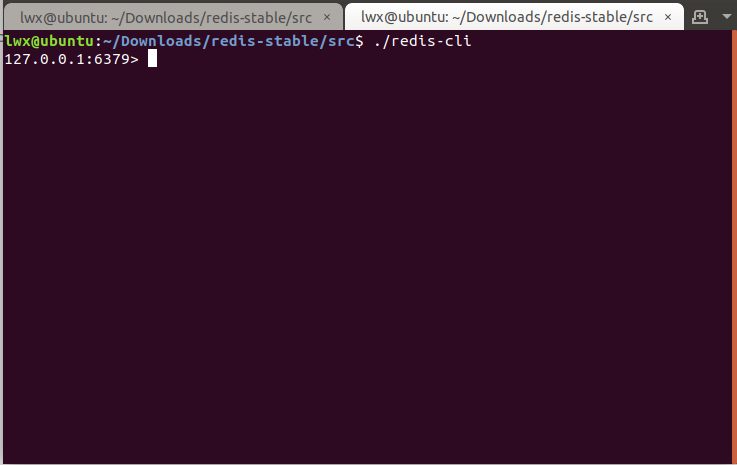 lwx@ubuntu: ~/Downloads/redis-stable/src × lwx@ubuntu: ~/Downloads/redis-stable/src ×
lwx@ubuntu:~/Downloads/redis-stable/src$ ./redis-cli
127.0.0.1:6379>